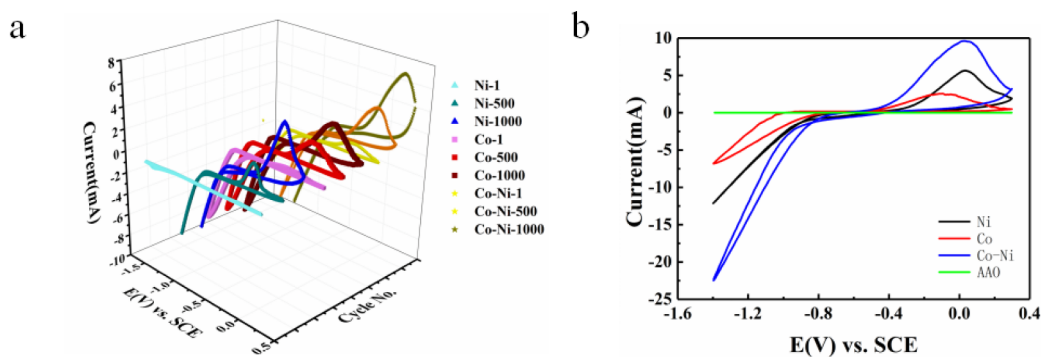 a
8
6
4
2
0
-2
-4
-6
-8
-10
Current(mA)
-1.5
-1.0
-0.5
0.0
0.5
E(V) vs. SCE
Cycle No.
Ni-1
Ni-500
Ni-1000
Co-1
Co-500
Co-1000
Co-Ni-1
Co-Ni-500
Co-Ni-1000
b
10
5
0
-5
-10
-15
-20
-25
Current(mA)
Ni
Co
Co-Ni
AAO
-1.6 -1.2 -0.8 -0.4 0.0 0.4
E(V) vs. SCE